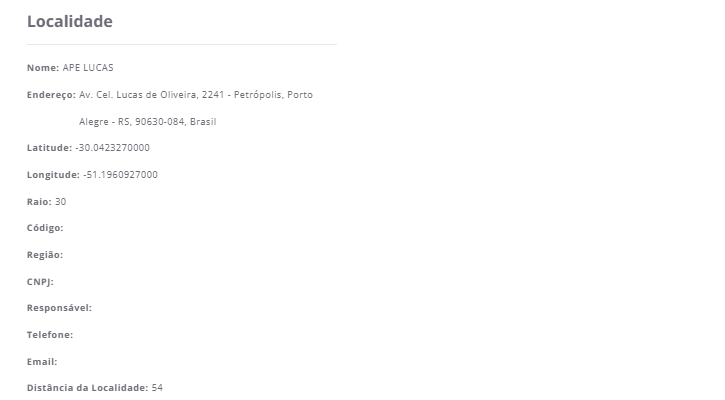 Localidade
Nome: APE LUCAS
Endereço: Av. Cel. Lucas de Oliveira, 2241 - Petrópolis, Porto
Alegre - RS, 90630-084, Brasil
Latitude: -30.0423270000
Longitude: -51.1960927000
Raio: 30
Código:
Região:
CNPJ:
Responsável:
Telefone:
Email:
Distância da Localidade: 54